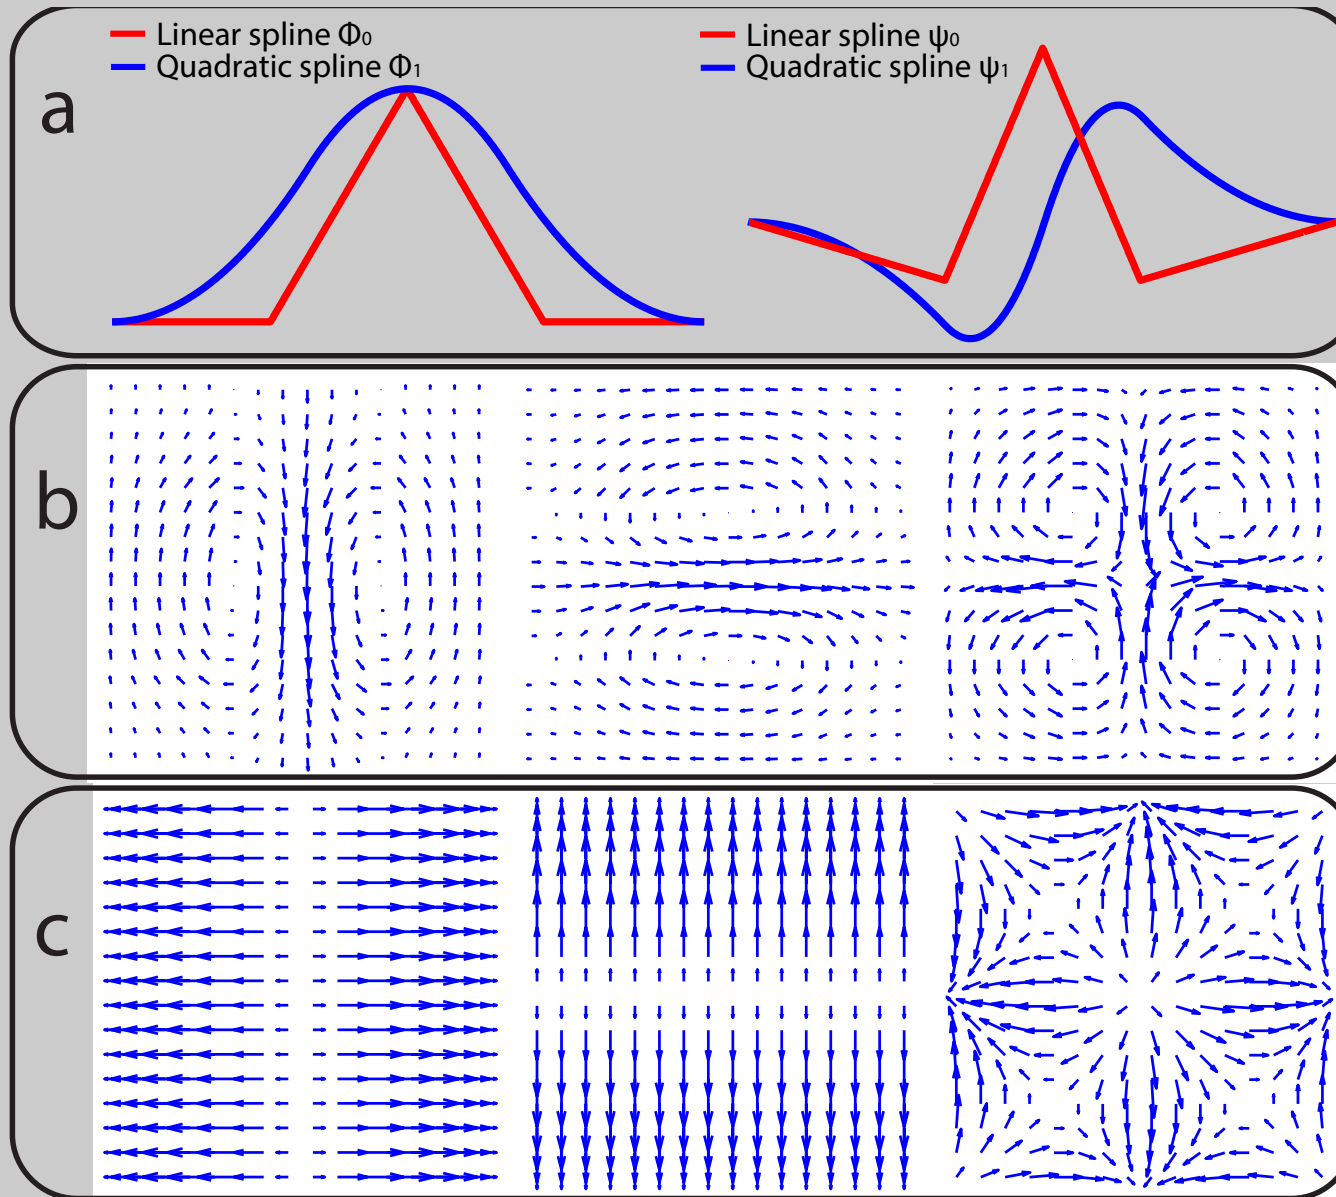 a
Linear spline Φ₀
Quadratic spline Φ₁
Linear spline ψ₀
Quadratic spline ψ₁
b
c